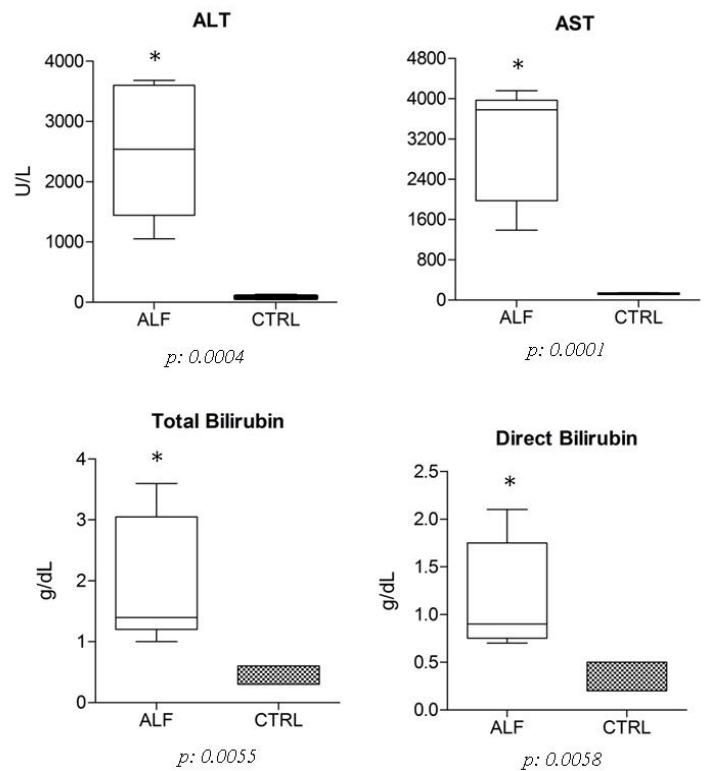 ALT
*
4000
3000
2000
1000
0
U/L
ALF
CTRL
p: 0.0004
AST
*
4800
4000
3200
2400
1600
800
0
ALF
CTRL
p: 0.0001
Total Bilirubin
*
4
3
2
1
0
g/dL
ALF
CTRL
p: 0.0055
Direct Bilirubin
*
2.5
2.0
1.5
1.0
0.5
0.0
g/dL
ALF
CTRL
p: 0.0058